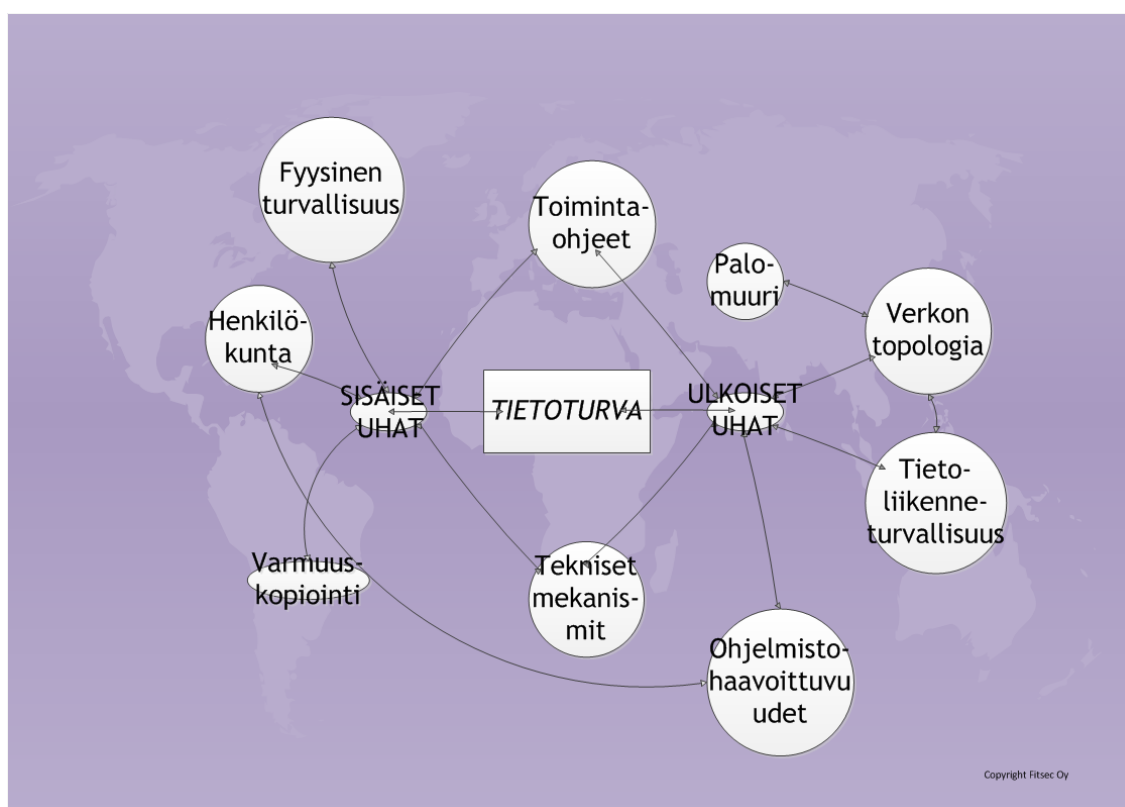 Fyysinen
turvallisuus
Toiminta-
ohjeet
Palo-
muuri
Verkon
topologia
Henkilö-
kunta
SISÄISET
UHAT
TIETOTURVA
ULKOISET
UHAT
Tieto-
liikenne-
turvallisuus
Varmuus-
kopiointi
Tekniset
mekanis-
mit
Ohjelmisto-
haavoittuvu
udet
Copyright Fitsec Oy